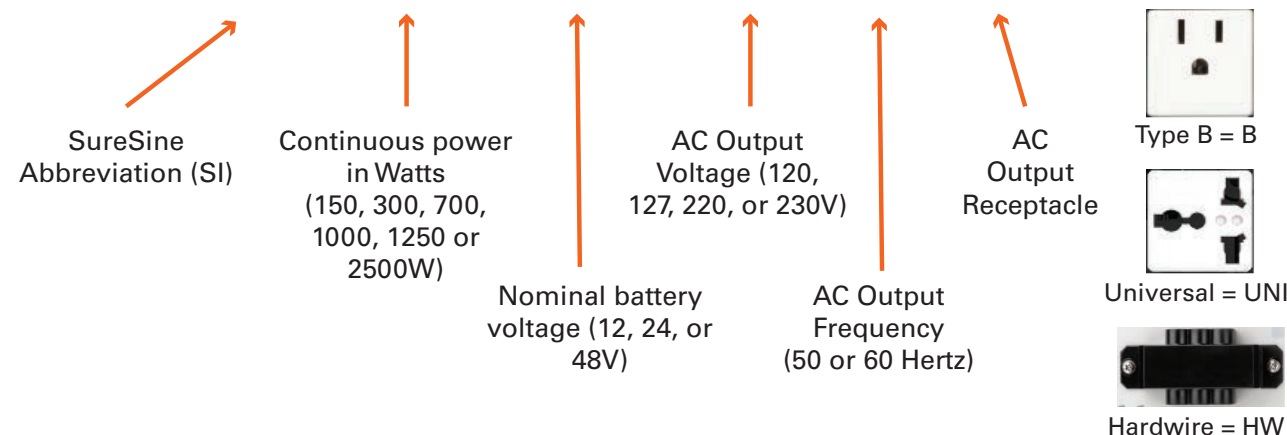 SureSine
Abbreviation (SI)
Continuous power
in Watts
(150, 300, 700,
1000, 1250 or
2500W)
Nominal battery
voltage (12, 24, or
48V)
AC Output
Voltage (120,
127, 220, or 230V)
AC Output
Frequency
(50 or 60 Hertz)
AC
Output
Receptacle
Type B = B
Universal = UNI
Hardwire = HW